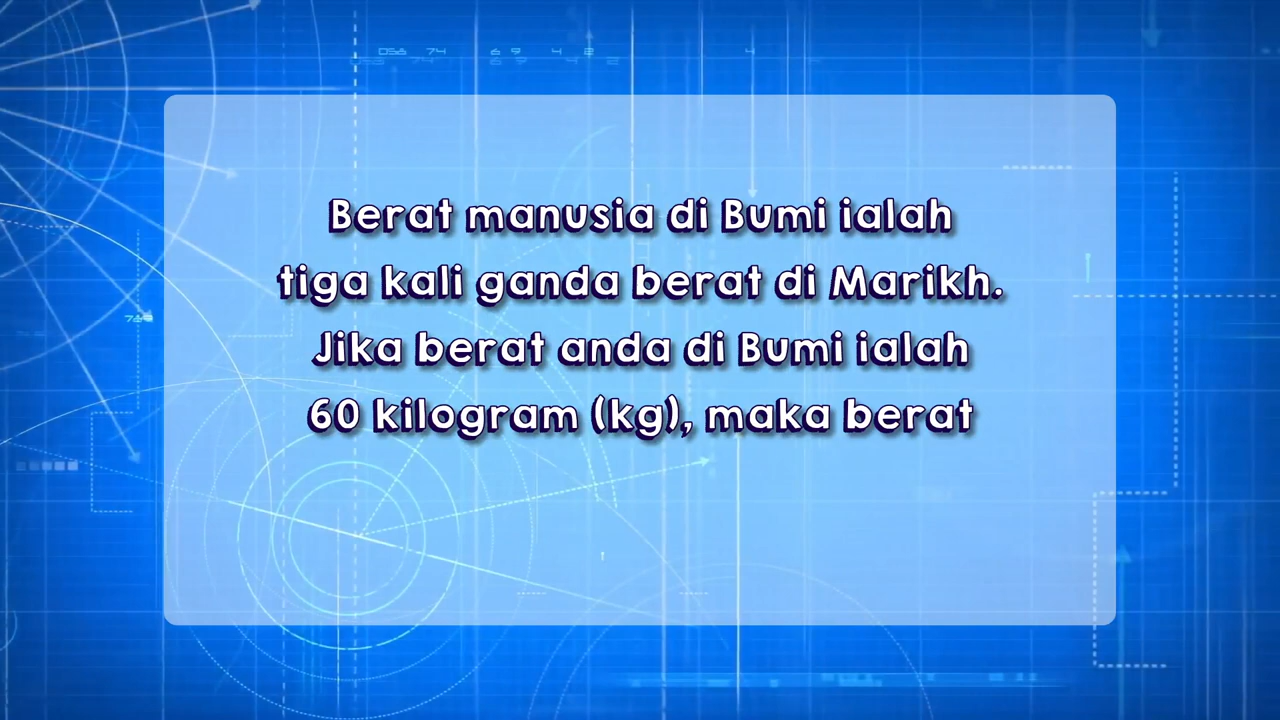 Berat manusia di Bumi ialah
tiga kali ganda berat di Marikh.
Jika berat anda di Bumi ialah
60 kilogram (kg), maka berat